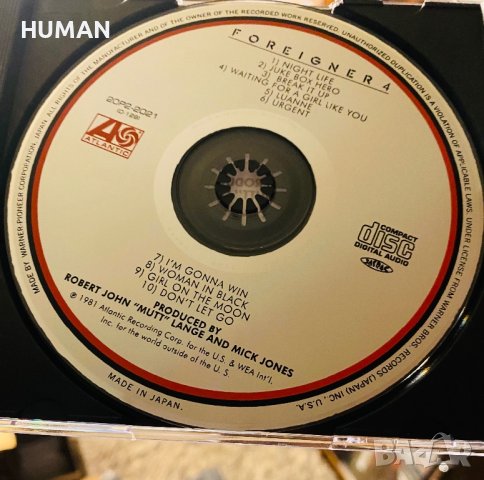 HUMAN
ALL RIGHTS OF THE MANUFACTURER AND OF THE OWNER OF THE RECORDED WORK RESERVED. UNAUTHORIZED DUPLICATION IS A VIOLATION OF APPLICABLE LAWS. UNDER LICENSE FROM WARNER BROS RECORDS (JAPAN) INC., U.S.A.
MADE BY WARNER-PIONEER CORPORATION, JAPAN.
FOREIGNER 4
1) NIGHT LIFE
2) JUKE BOX HERO
3) BREAK IT UP
4) WAITING FOR A GIRL LIKE YOU
5) LUANNE
6) URGENT
20P2-2021
ATLANTIC
COMPACT
disc
DIGITAL AUDIO
7) I'M GONNA WIN
8) WOMAN IN BLACK
9) GIRL ON THE MOON
10) DON'T LET GO
PRODUCED BY
ROBERT JOHN "MUTT" LANGE AND MICK JONES
℗ 1981 Atlantic Recording Corp. for the U.S. & WEA Int'l.
Inc. for the world outside of the U.S.
MADE IN JAPAN.
BAZAR